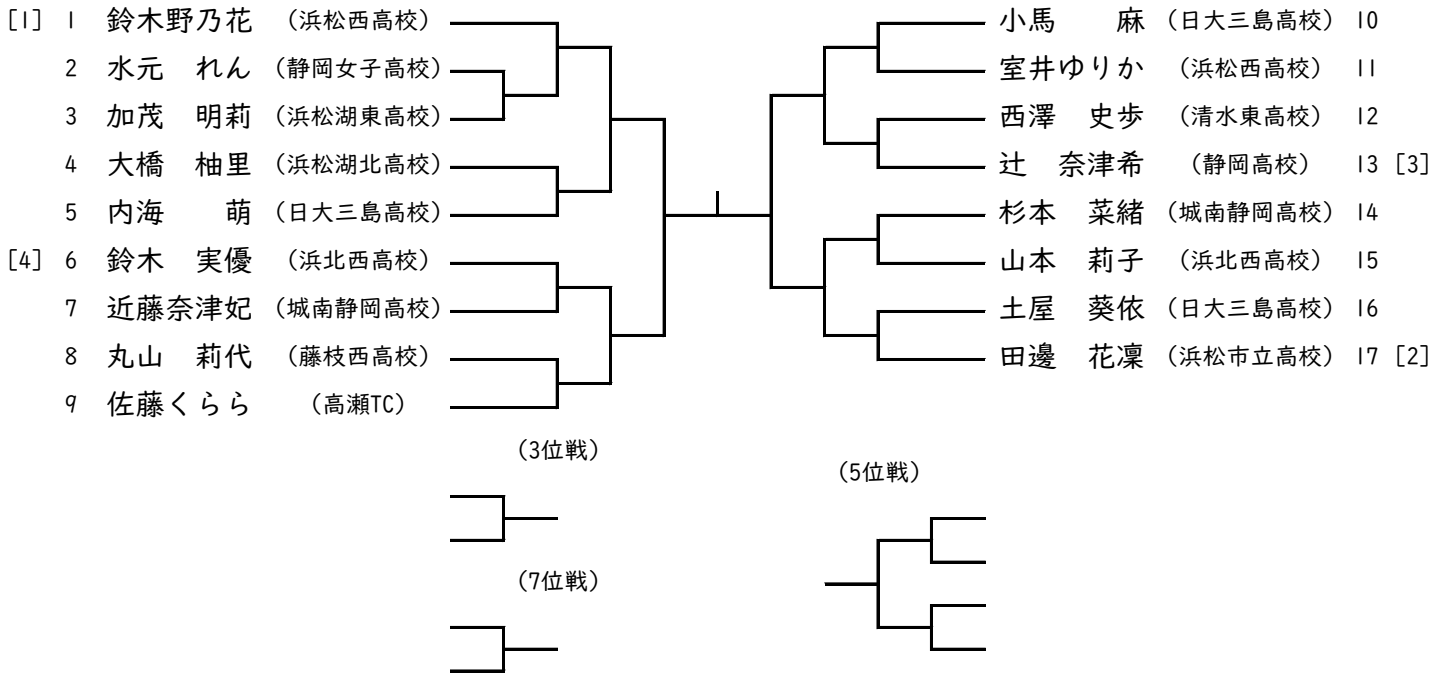 [1] 1 鈴木野乃花 (浜松西高校)
2 水元 れん (静岡女子高校)
3 加茂 明莉 (浜松湖東高校)
4 大橋 柚里 (浜松湖北高校)
5 内海 萌 (日大三島高校)
[4] 6 鈴木 実優 (浜北西高校)
7 近藤奈津妃 (城南静岡高校)
8 丸山 莉代 (藤枝西高校)
9 佐藤くらら (高瀬TC)
小馬 麻 (日大三島高校) 10
室井ゆりか (浜松西高校) 11
西澤 史歩 (清水東高校) 12
辻 奈津希 (静岡高校) 13 [3]
杉本 菜緒 (城南静岡高校) 14
山本 莉子 (浜北西高校) 15
土屋 葵依 (日大三島高校) 16
田邊 花凜 (浜松市立高校) 17 [2]
(3位戦)
(5位戦)
(7位戦)